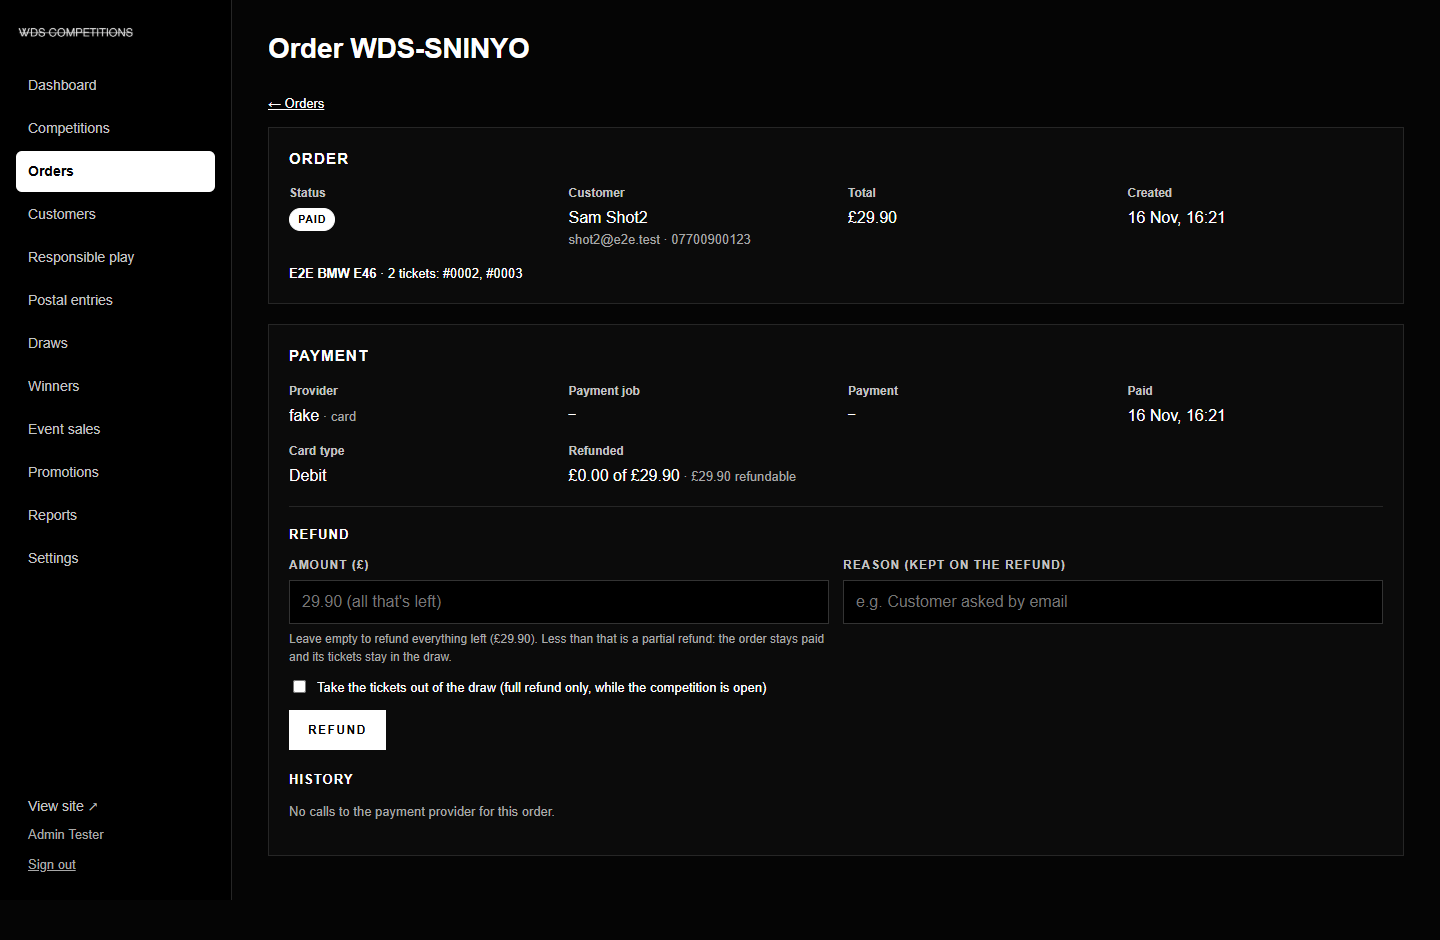 WDS COMPETITIONS
Dashboard
Competitions
Orders
Customers
Responsible play
Postal entries
Draws
Winners
Event sales
Promotions
Reports
Settings
View site ↗
Admin Tester
Sign out
Order WDS-SNINYO
← Orders
ORDER
Status Customer Total Created
PAID Sam Shot2 £29.90 16 Nov, 16:21
shot2@e2e.test · 07700900123
E2E BMW E46 · 2 tickets: #0002, #0003
PAYMENT
Provider Payment job Payment Paid
fake · card – – 16 Nov, 16:21
Card type Refunded
Debit £0.00 of £29.90 · £29.90 refundable
REFUND
AMOUNT (£) REASON (KEPT ON THE REFUND)
29.90 (all that's left) e.g. Customer asked by email
Leave empty to refund everything left (£29.90). Less than that is a partial refund: the order stays paid
and its tickets stay in the draw.
Take the tickets out of the draw (full refund only, while the competition is open)
REFUND
HISTORY
No calls to the payment provider for this order.